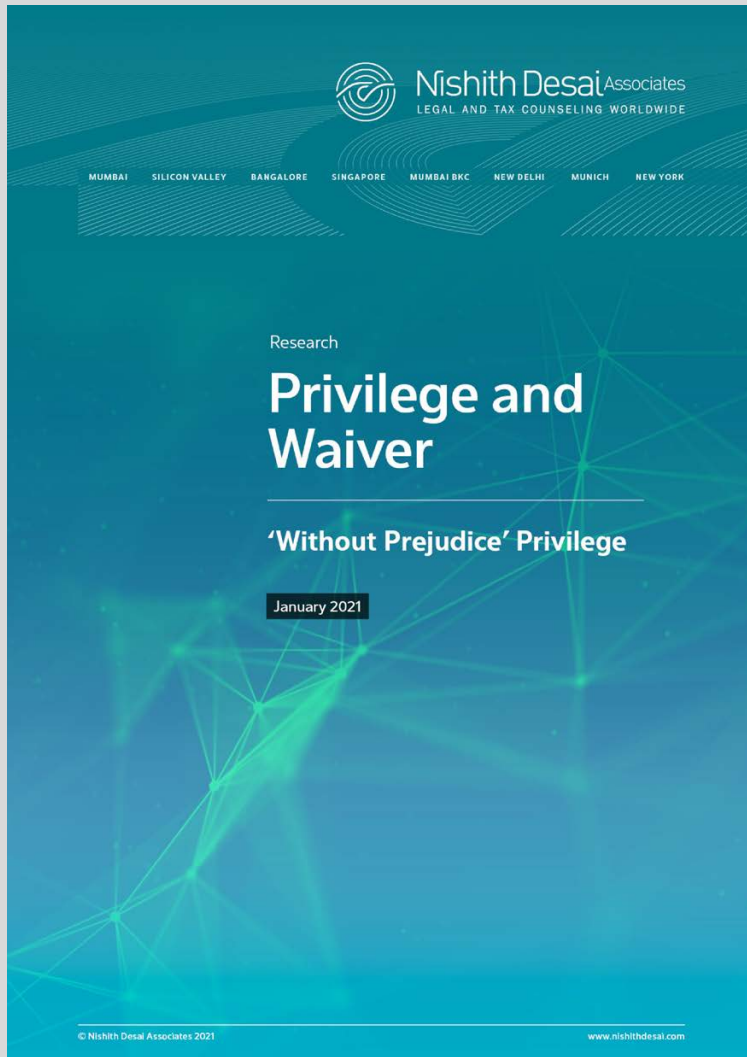 Nishith Desai Associates
LEGAL AND TAX COUNSELING WORLDWIDE
MUMBAI SILICON VALLEY BANGALORE SINGAPORE MUMBAI BKC NEW DELHI MUNICH NEW YORK
Research
Privilege and
Waiver
‘Without Prejudice’ Privilege
January 2021
© Nishith Desai Associates 2021 www.nishithdesai.com